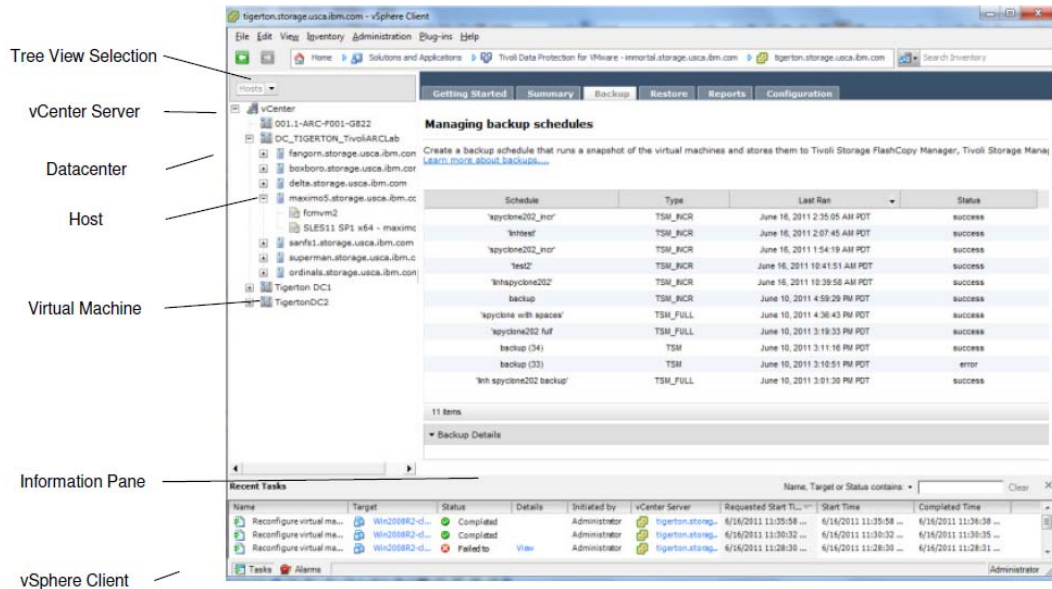 tigerton.storage.usca.ibm.com - vSphere Client
File Edit View Inventory Administration Plug-ins Help
Home Solutions and Applications Tivoli Data Protection for VMware - immortal.storage.usca.ibm.com tigerton.storage.usca.ibm.com Search Inventory
Tree View Selection
Hosts
Getting Started Summary Backup Restore Reports Configuration
vCenter Server
vCenter
001.1-ARC-F001-G822
DC_TIGERTON_TivoliARCLab
Datacenter
fangorn.storage.usca.ibm.con
boxboro.storage.usca.ibm.cor
delta.storage.usca.ibm.com
Host
maximo5.storage.usca.ibm.cc
fcmvm2
SLES11 SP1 x64 - maximc
sanfs1.storage.usca.ibm.com
superman.storage.usca.ibm.c
ordinals.storage.usca.ibm.con
Tigerton DC1
Virtual Machine
TigertonDC2
Managing backup schedules
Create a backup schedule that runs a snapshot of the virtual machines and stores them to Tivoli Storage FlashCopy Manager, Tivoli Storage Manag
Learn more about backups....
Schedule Type Last Ran Status
'spyclone202_incr' TSM_INCR June 16, 2011 2:35:05 AM PDT success
'linhtest' TSM_INCR June 16, 2011 2:07:45 AM PDT success
'spyclone202_incr' TSM_INCR June 16, 2011 1:54:19 AM PDT success
'test2' TSM_INCR June 16, 2011 10:41:51 AM PDT success
'linhspyclone202' TSM_INCR June 16, 2011 10:39:58 AM PDT success
backup TSM_INCR June 10, 2011 4:59:29 PM PDT success
'spyclone with spaces' TSM_FULL June 10, 2011 4:36:43 PM PDT success
'spyclone202 full' TSM_FULL June 10, 2011 3:19:33 PM PDT success
backup (34) TSM June 10, 2011 3:11:16 PM PDT success
backup (33) TSM June 10, 2011 3:10:51 PM PDT error
'linh spyclone202 backup' TSM_FULL June 10, 2011 3:01:30 PM PDT success
11 items
Backup Details
Information Pane
Recent Tasks Name, Target or Status contains: Clear
Name Target Status Details Initiated by vCenter Server Requested Start Ti... Start Time Completed Time
Reconfigure virtual ma... Win2008R2-cl... Completed Administrator tigerton.storag... 6/16/2011 11:35:58 ... 6/16/2011 11:35:58 ... 6/16/2011 11:36:38 ...
Reconfigure virtual ma... Win2008R2-cl... Completed Administrator tigerton.storag... 6/16/2011 11:30:32 ... 6/16/2011 11:30:32 ... 6/16/2011 11:30:35 ...
Reconfigure virtual ma... Win2008R2-cl... Failed to View Administrator tigerton.storag... 6/16/2011 11:28:30 ... 6/16/2011 11:28:30 ... 6/16/2011 11:28:31 ...
vSphere Client
Tasks Alarms Administrator